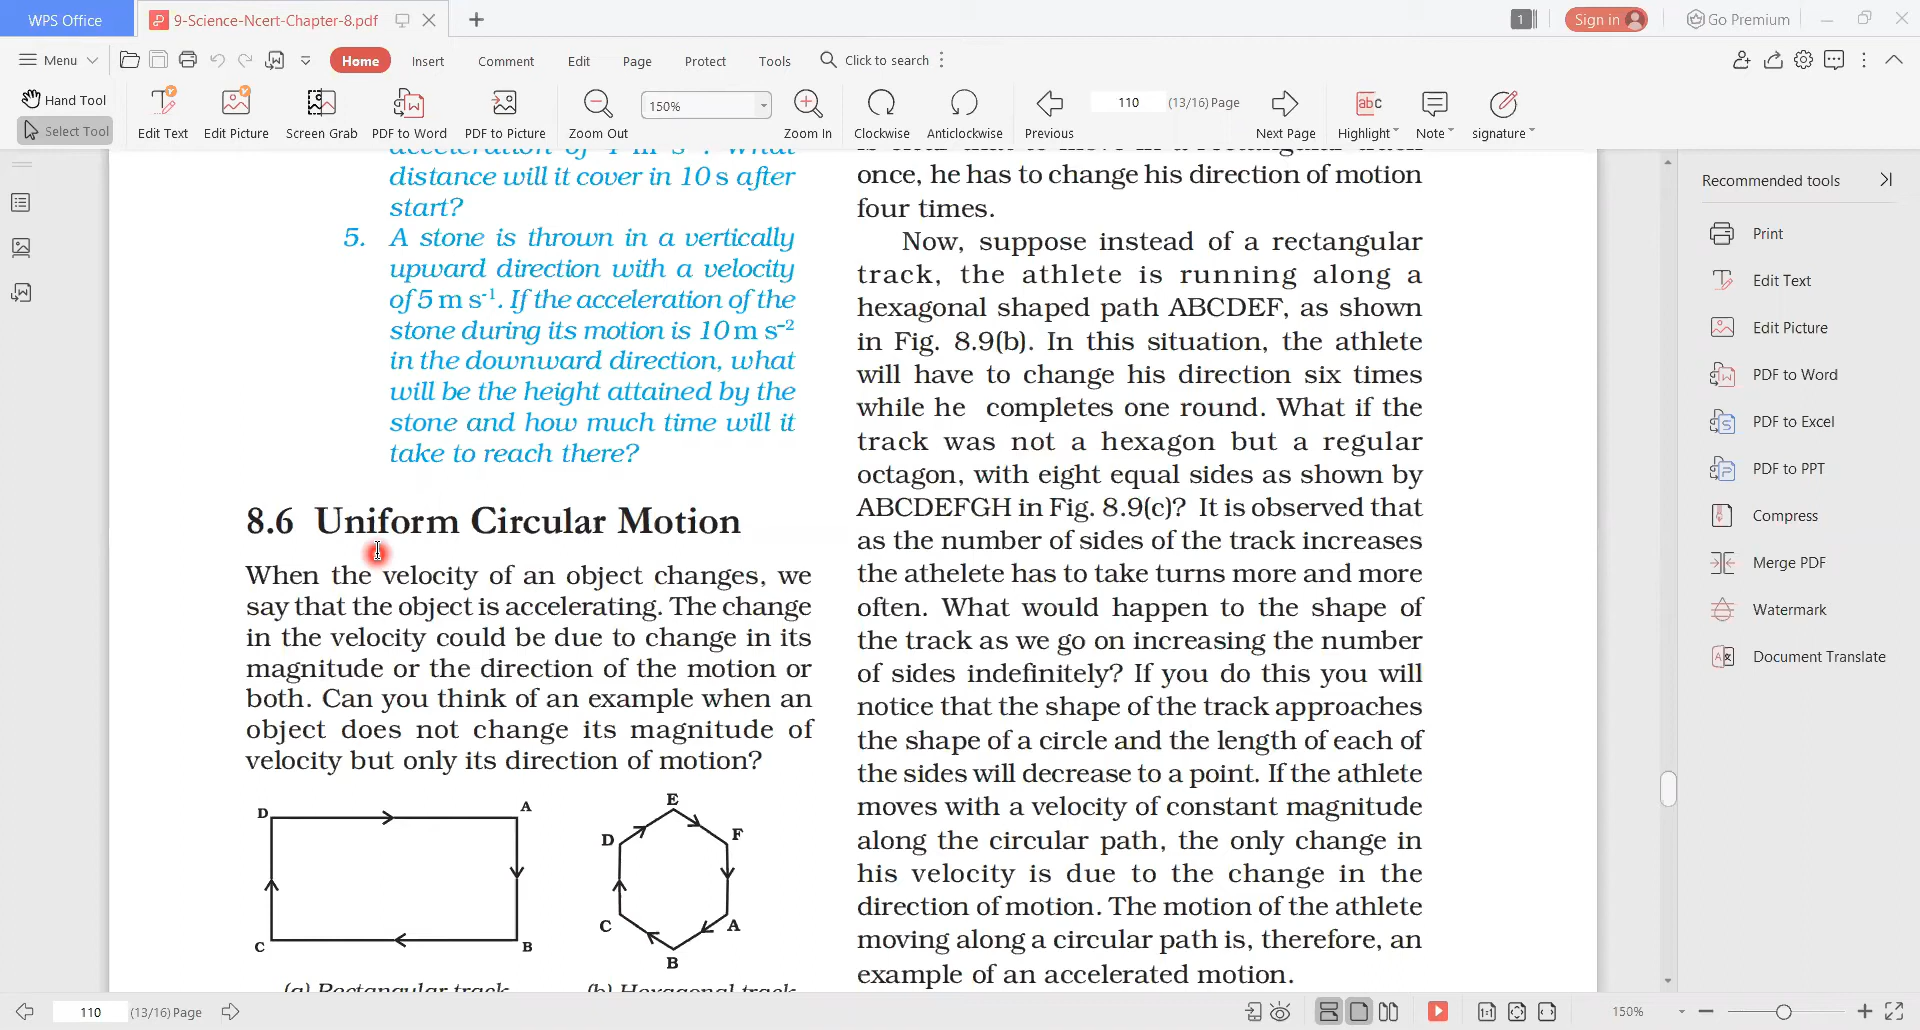 WPS Office
9-Science-Ncert-Chapter-8.pdf
1
Sign in
Go Premium
Menu
Home
Insert
Comment
Edit
Page
Protect
Tools
Click to search
Hand Tool
Select Tool
Edit Text
Edit Picture
Screen Grab
PDF to Word
PDF to Picture
Zoom Out
150%
Zoom In
Clockwise
Anticlockwise
Previous
110 (13/16) Page
Next Page
Highlight
Note
signature
distance will it cover in 10 s after
start?
5. A stone is thrown in a vertically
upward direction with a velocity
of 5 m s⁻¹. If the acceleration of the
stone during its motion is 10 m s⁻²
in the downward direction, what
will be the height attained by the
stone and how much time will it
take to reach there?
8.6 Uniform Circular Motion
When the velocity of an object changes, we
say that the object is accelerating. The change
in the velocity could be due to change in its
magnitude or the direction of the motion or
both. Can you think of an example when an
object does not change its magnitude of
velocity but only its direction of motion?
D
A
C
B
E
D
F
C
A
B
(a) Rectangular track
(b) Hexagonal track
once, he has to change his direction of motion
four times.
Now, suppose instead of a rectangular
track, the athlete is running along a
hexagonal shaped path ABCDEF, as shown
in Fig. 8.9(b). In this situation, the athlete
will have to change his direction six times
while he completes one round. What if the
track was not a hexagon but a regular
octagon, with eight equal sides as shown by
ABCDEFGH in Fig. 8.9(c)? It is observed that
as the number of sides of the track increases
the athelete has to take turns more and more
often. What would happen to the shape of
the track as we go on increasing the number
of sides indefinitely? If you do this you will
notice that the shape of the track approaches
the shape of a circle and the length of each of
the sides will decrease to a point. If the athlete
moves with a velocity of constant magnitude
along the circular path, the only change in
his velocity is due to the change in the
direction of motion. The motion of the athlete
moving along a circular path is, therefore, an
example of an accelerated motion.
Recommended tools
Print
Edit Text
Edit Picture
PDF to Word
PDF to Excel
PDF to PPT
Compress
Merge PDF
Watermark
Document Translate
110 (13/16) Page
150%